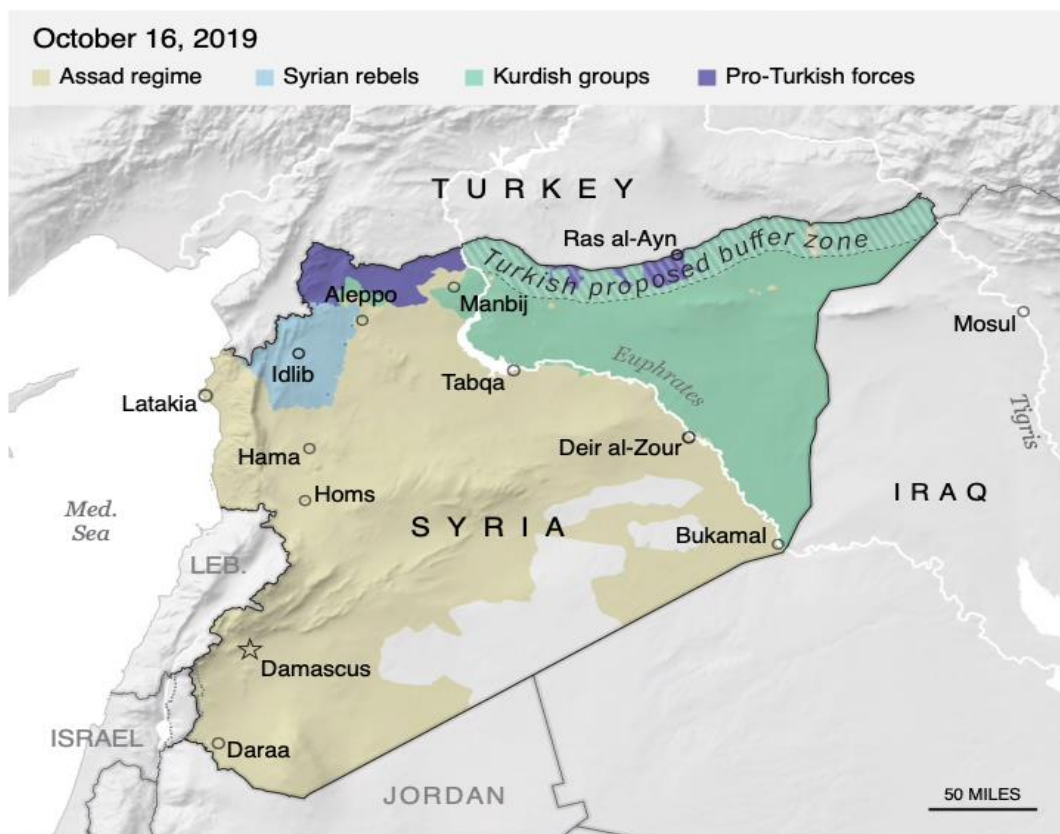 October 16, 2019
Assad regime
Syrian rebels
Kurdish groups
Pro-Turkish forces
TURKEY
Ras al-Ayn
Turkish proposed buffer zone
Aleppo
Manbij
Mosul
Idlib
Tabqa
Euphrates
Latakia
Tigris
Hama
Deir al-Zour
Homs
IRAQ
Med.
Sea
SYRIA
Bukamal
LEB.
Damascus
ISRAEL
Daraa
JORDAN
50 MILES